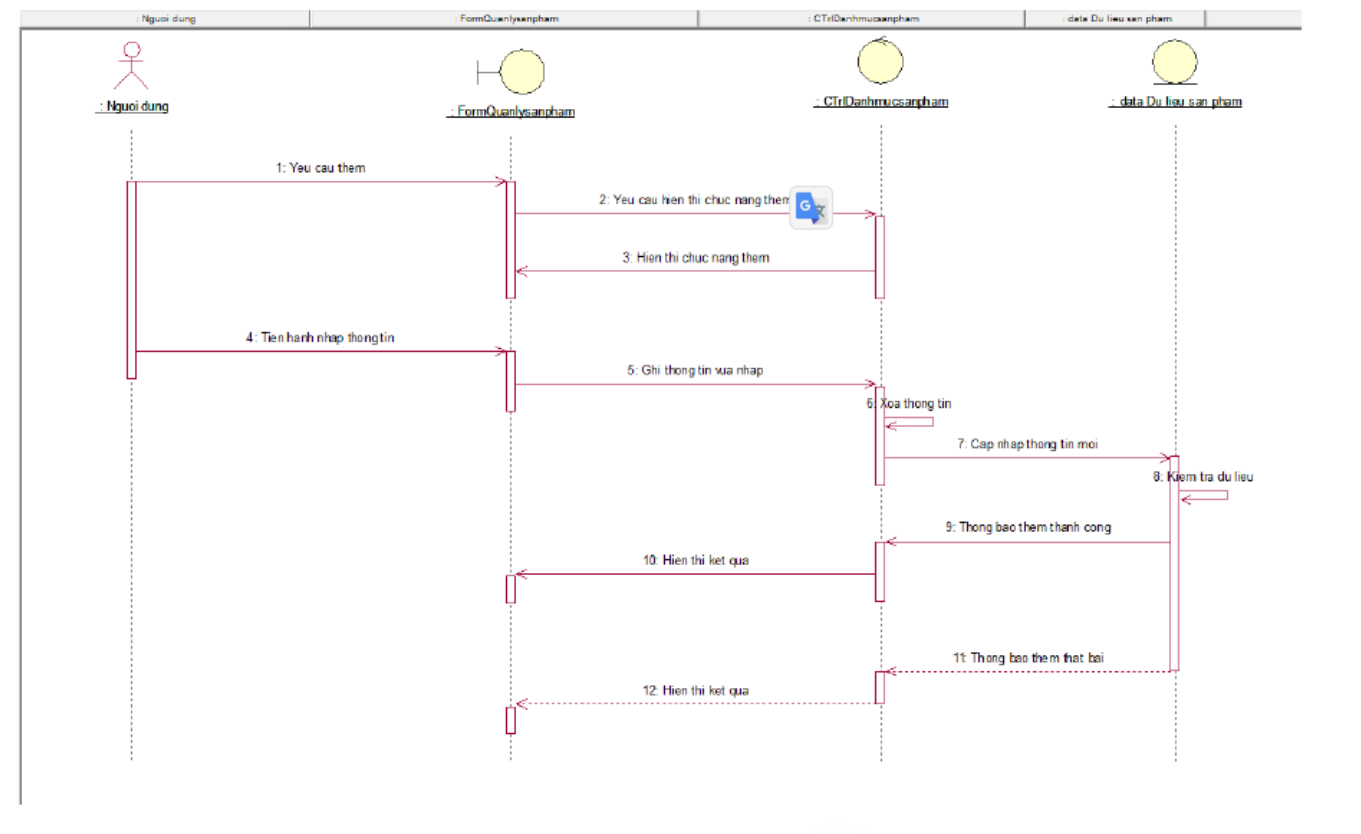 : Nguoi dung
: FormQuanlysanpham
: CTrlDanhmucsanpham
: data Du lieu san pham
: Nguoi dung
: FormQuanlysanpham
: CTrlDanhmucsanpham
: data Du lieu san pham
1: Yeu cau them
2: Yeu cau hien thi chuc nang them
G
3: Hien thi chuc nang them
4: Tien hanh nhap thong tin
5: Ghi thong tin vua nhap
6: Xoa thong tin
7: Cap nhap thong tin moi
8: Kiem tra du lieu
9: Thong bao them thanh cong
10: Hien thi ket qua
11: Thong bao them that bai
12: Hien thi ket qua